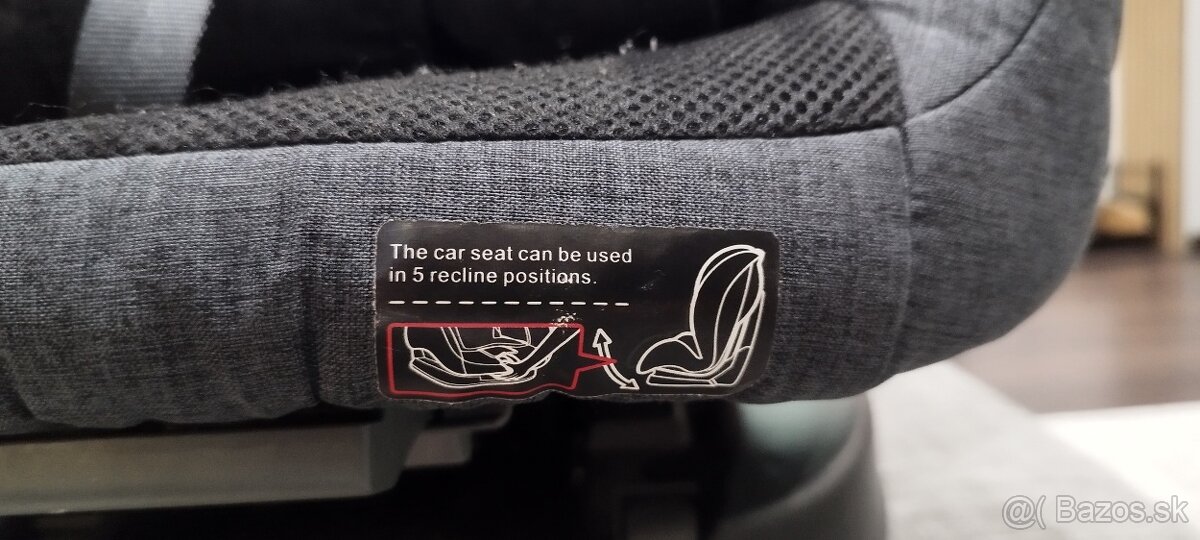 The car seat can be used
in 5 recline positions.
@( Bazos.sk